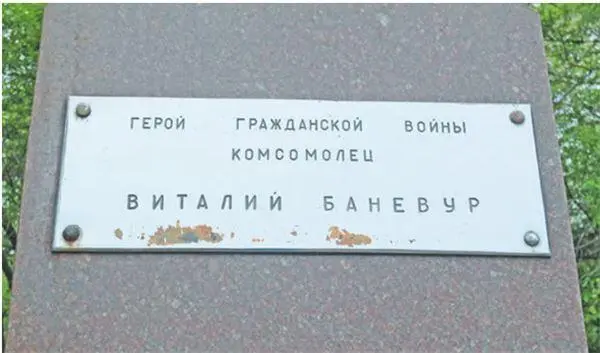 ГЕРОЙ ГРАЖДАНСКОЙ ВОЙНЫ
КОМСОМОЛЕЦ
ВИТАЛИЙ БАНЕВУР